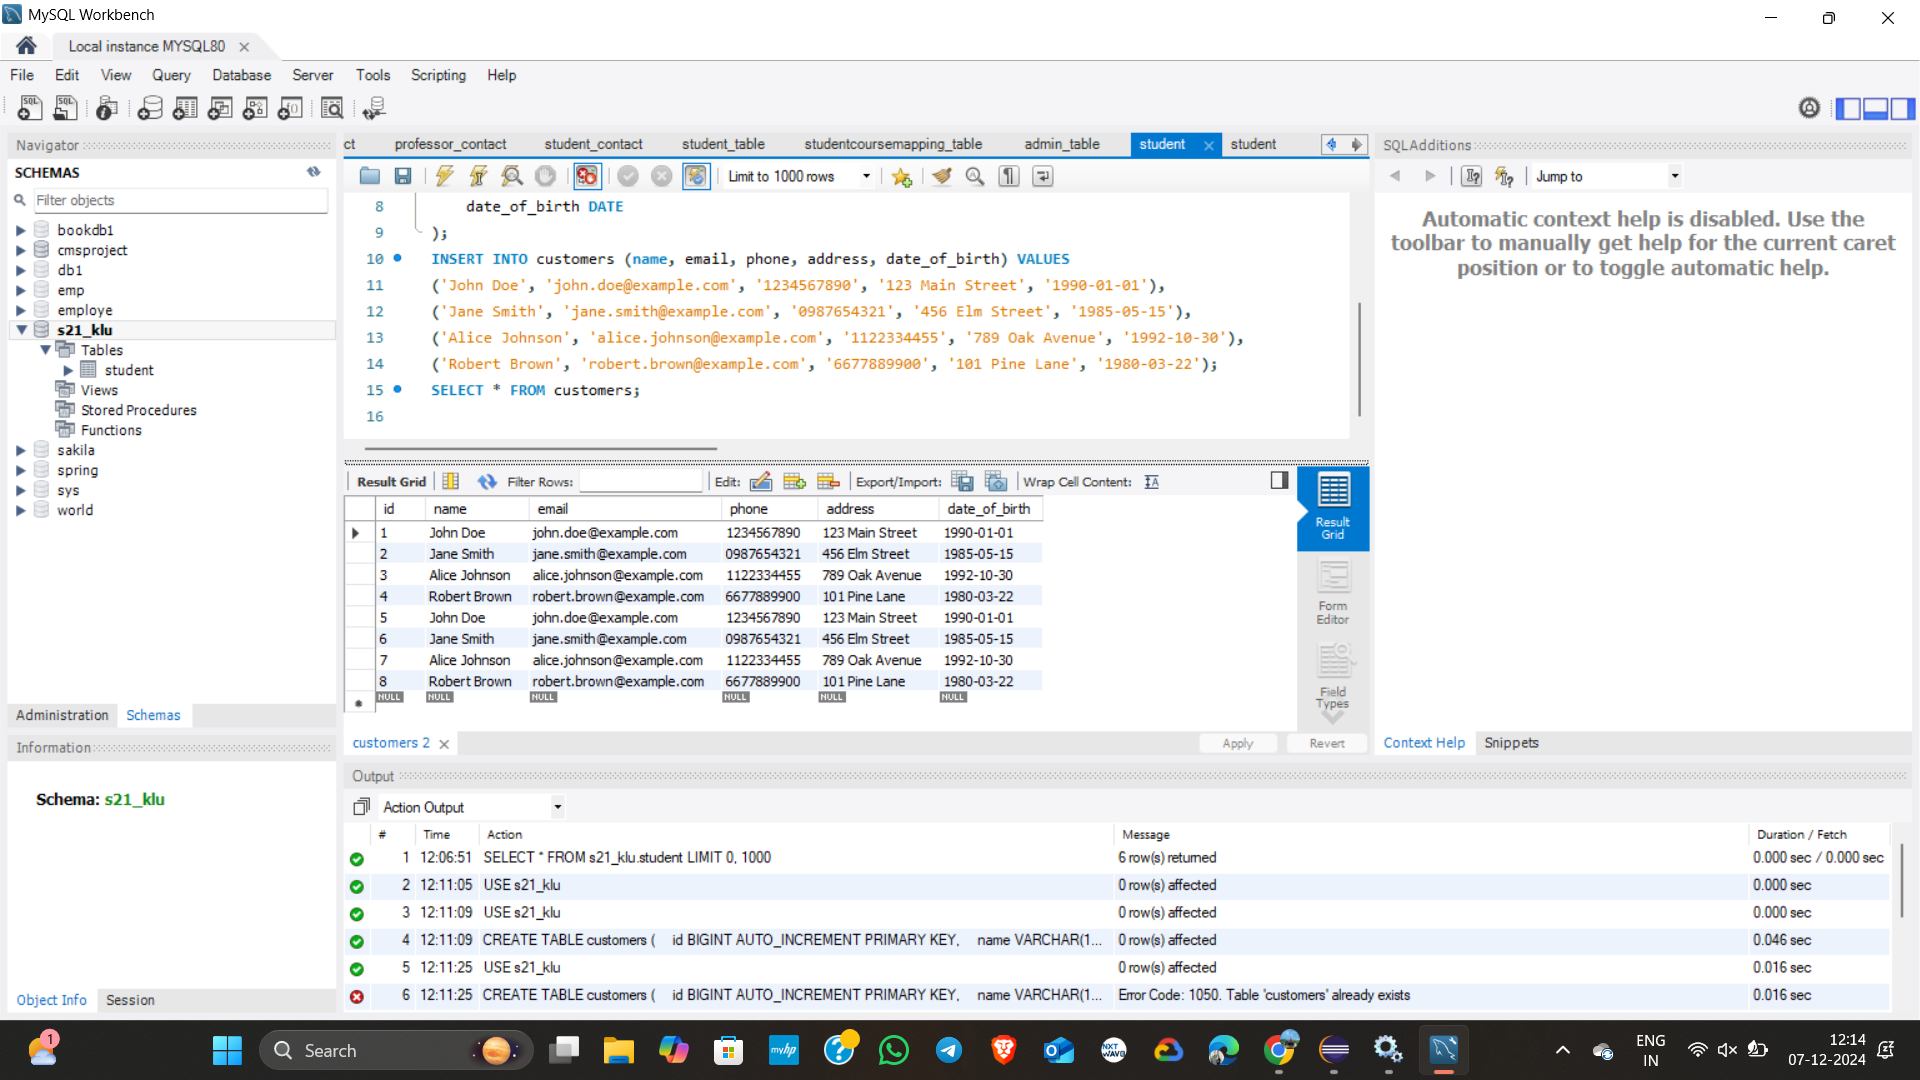 MySQL Workbench
Local instance MYSQL80
File Edit View Query Database Server Tools Scripting Help
Navigator
SCHEMAS
Filter objects
bookdb1
cmsproject
db1
emp
employe
s21_klu
Tables
student
Views
Stored Procedures
Functions
sakila
spring
sys
world
Administration Schemas
Information
Schema: s21_klu
Object Info Session
ct professor_contact student_contact student_table studentcoursemapping_table admin_table student student
Limit to 1000 rows
8 date_of_birth DATE
9 );
10 INSERT INTO customers (name, email, phone, address, date_of_birth) VALUES
11 ('John Doe', 'john.doe@example.com', '1234567890', '123 Main Street', '1990-01-01'),
12 ('Jane Smith', 'jane.smith@example.com', '0987654321', '456 Elm Street', '1985-05-15'),
13 ('Alice Johnson', 'alice.johnson@example.com', '1122334455', '789 Oak Avenue', '1992-10-30'),
14 ('Robert Brown', 'robert.brown@example.com', '6677889900', '101 Pine Lane', '1980-03-22');
15 SELECT * FROM customers;
16
Result Grid Filter Rows: Edit: Export/Import: Wrap Cell Content:
id name email phone address date_of_birth
1 John Doe john.doe@example.com 1234567890 123 Main Street 1990-01-01
2 Jane Smith jane.smith@example.com 0987654321 456 Elm Street 1985-05-15
3 Alice Johnson alice.johnson@example.com 1122334455 789 Oak Avenue 1992-10-30
4 Robert Brown robert.brown@example.com 6677889900 101 Pine Lane 1980-03-22
5 John Doe john.doe@example.com 1234567890 123 Main Street 1990-01-01
6 Jane Smith jane.smith@example.com 0987654321 456 Elm Street 1985-05-15
7 Alice Johnson alice.johnson@example.com 1122334455 789 Oak Avenue 1992-10-30
8 Robert Brown robert.brown@example.com 6677889900 101 Pine Lane 1980-03-22
NULL NULL NULL NULL NULL NULL
Result
Grid
Form
Editor
Field
Types
customers 2 Apply Revert
SQLAdditions
Jump to
Automatic context help is disabled. Use the
toolbar to manually get help for the current caret
position or to toggle automatic help.
Context Help Snippets
Output
Action Output
# Time Action Message Duration / Fetch
1 12:06:51 SELECT * FROM s21_klu.student LIMIT 0, 1000 6 row(s) returned 0.000 sec / 0.000 sec
2 12:11:05 USE s21_klu 0 row(s) affected 0.000 sec
3 12:11:09 USE s21_klu 0 row(s) affected 0.000 sec
4 12:11:09 CREATE TABLE customers ( id BIGINT AUTO_INCREMENT PRIMARY KEY, name VARCHAR(1... 0 row(s) affected 0.046 sec
5 12:11:25 USE s21_klu 0 row(s) affected 0.016 sec
6 12:11:25 CREATE TABLE customers ( id BIGINT AUTO_INCREMENT PRIMARY KEY, name VARCHAR(1... Error Code: 1050. Table 'customers' already exists 0.016 sec
1
Search
myhp
NXT
WAVE
ENG
IN
12:14
07-12-2024